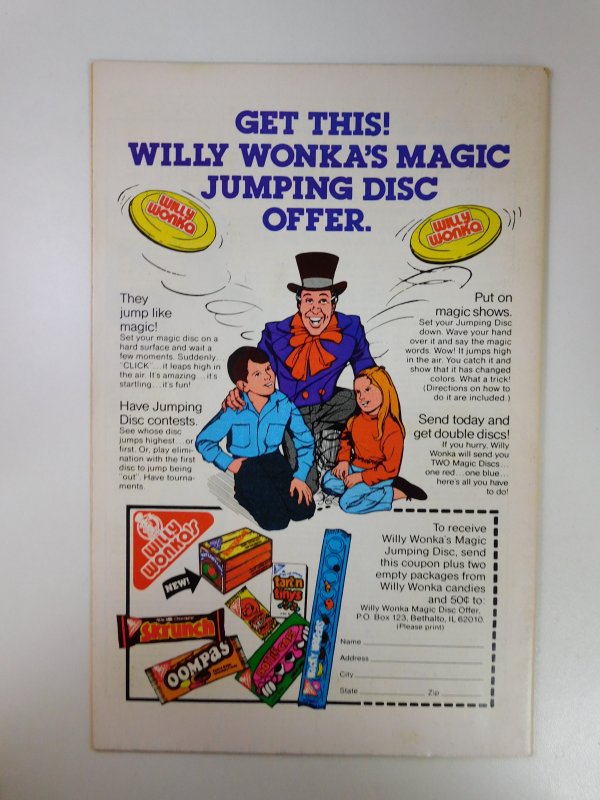 GET THIS!
WILLY WONKA'S MAGIC
JUMPING DISC
OFFER.
WILLY
WONKA
WILLY
WONKA
They
jump like
magic!
Set your magic disc on a
hard surface and wait a
few moments. Suddenly...
"CLICK"...it leaps high in
the air. It's amazing...it's
startling...it's fun!
Have Jumping
Disc contests.
See whose disc
jumps highest...or
first. Or, play elimi-
nation with the first
disc to jump being
"out". Have tourna-
ments.
Put on
magic shows.
Set your Jumping Disc
down. Wave your hand
over it and say the magic
words. Wow! It jumps high
in the air. You catch it and
show that it has changed
colors. What a trick!
(Directions on how to
do it are included.)
Send today and
get double discs!
If you hurry, Willy
Wonka will send you
TWO Magic Discs...
one red...one blue...
here's all you have
to do!
WILLY
WONKA'S
NEW!
tart n
tinys
Skrunch
OOMPAS
To receive
Willy Wonka's Magic
Jumping Disc, send
this coupon plus two
empty packages from
Willy Wonka candies
and 50¢ to:
Willy Wonka Magic Disc Offer,
P.O. Box 123, Bethalto, IL 62010.
(Please print)
Name
Address
City
State Zip